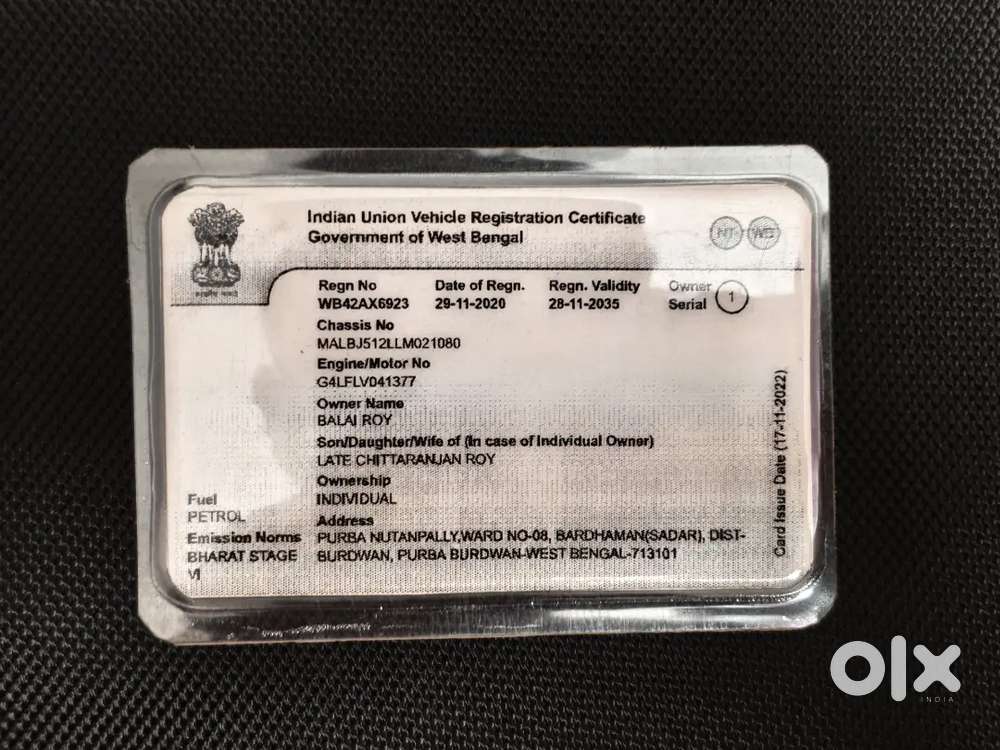 Indian Union Vehicle Registration Certificate
Government of West Bengal
NT WB
Regn No Date of Regn. Regn. Validity Owner Serial 1
WB42AX6923 29-11-2020 28-11-2035
Chassis No
MALBJ512LLM021080
Engine/Motor No
G4LFLV041377
Owner Name
BALAI ROY
Son/Daughter/Wife of (In case of Individual Owner)
LATE CHITTARANJAN ROY
Ownership
INDIVIDUAL
Address
PURBA NUTANPALLY,WARD NO-08, BARDHAMAN(SADAR), DIST-
BURDWAN, PURBA BURDWAN-WEST BENGAL-713101
Fuel
PETROL
Emission Norms
BHARAT STAGE
VI
Card Issue Date (17-11-2022)
olx
INDIA